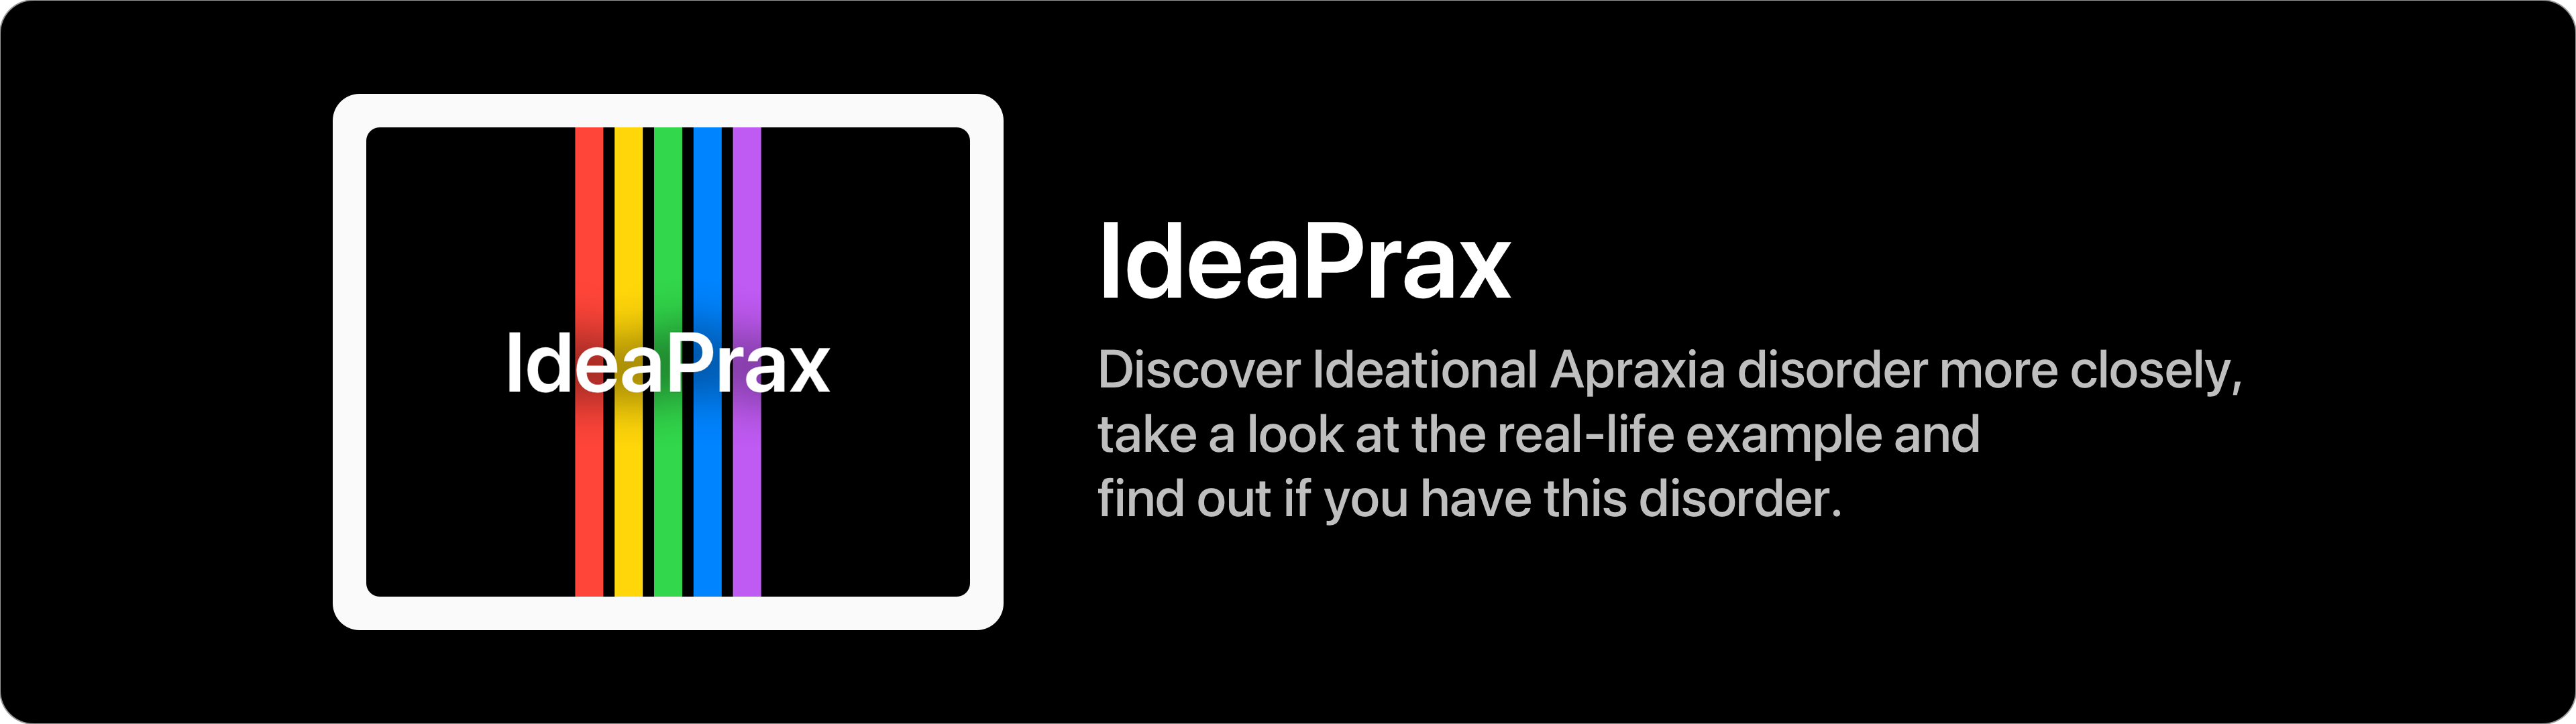 IdeaPrax
IdeaPrax
Discover Ideational Apraxia disorder more closely,
take a look at the real-life example and
find out if you have this disorder.